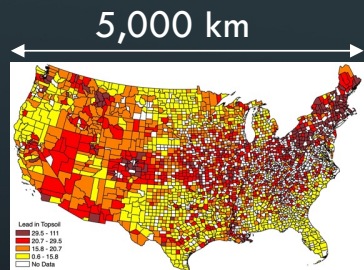 5,000 km
Lead in Topsoil
29.5 - 111
20.7 - 29.5
15.8 - 20.7
0.6 - 15.8
No Data